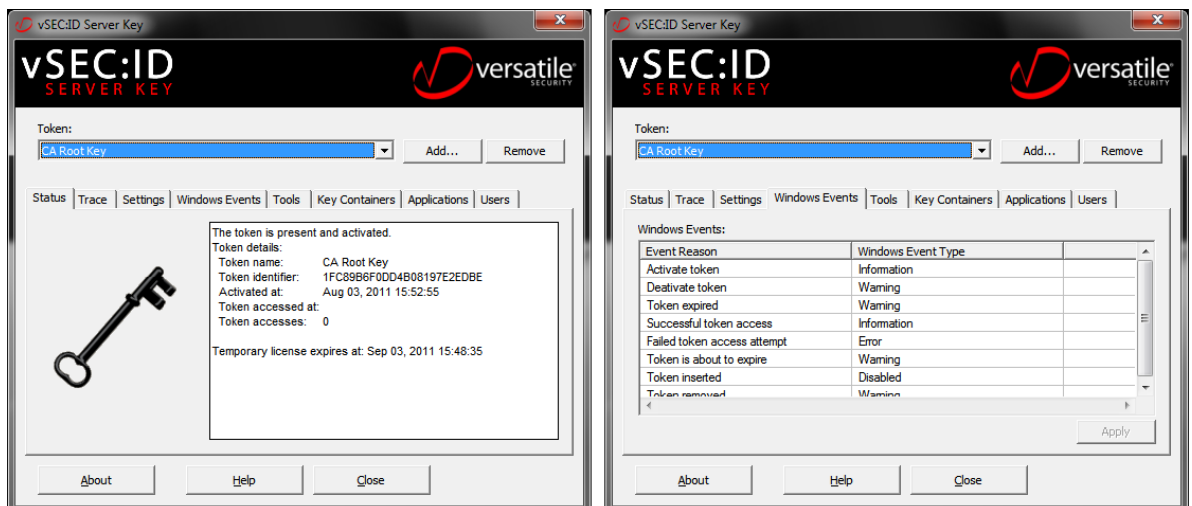 vSEC:ID Server Key
vSEC:ID
SERVER KEY
versatile
SECURITY
Token:
CA Root Key
Add...
Remove
Status Trace Settings Windows Events Tools Key Containers Applications Users
The token is present and activated.
Token details:
Token name: CA Root Key
Token identifier: 1FC89B6F0DD4B08197E2EDBE
Activated at: Aug 03, 2011 15:52:55
Token accessed at:
Token accesses: 0
Temporary license expires at: Sep 03, 2011 15:48:35
About
Help
Close
vSEC:ID Server Key
vSEC:ID
SERVER KEY
versatile
SECURITY
Token:
CA Root Key
Add...
Remove
Status Trace Settings Windows Events Tools Key Containers Applications Users
Windows Events:
Event Reason Windows Event Type
Activate token Information
Deativate token Warning
Token expired Warning
Successful token access Information
Failed token access attempt Error
Token is about to expire Warning
Token inserted Disabled
Token removed Warning
Apply
About
Help
Close